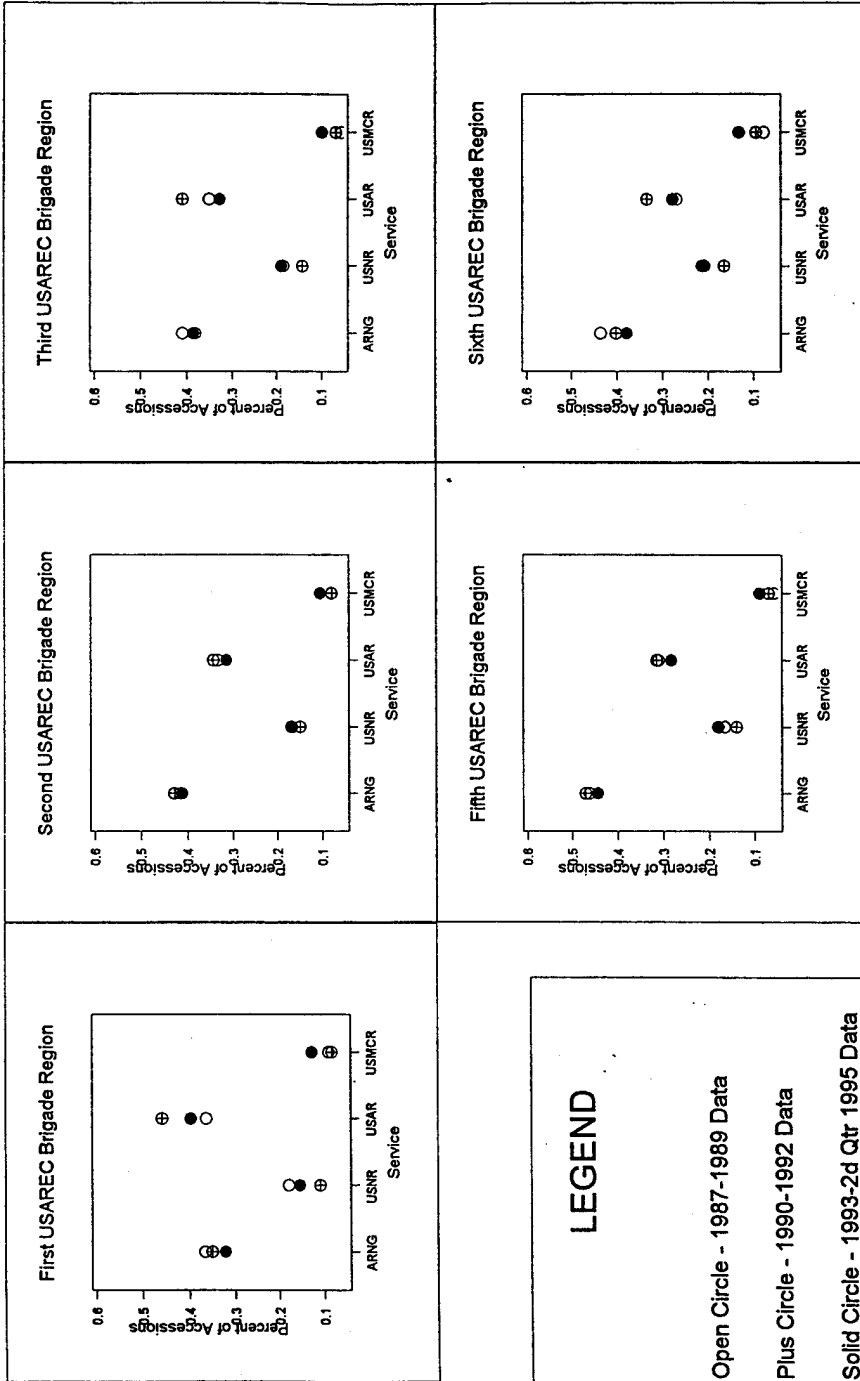 First USAREC Brigade Region
Percent of Accessions
0.6
0.5
0.4
0.3
0.2
0.1
ARNG USNR USAR USMCR
Service
Second USAREC Brigade Region
Percent of Accessions
0.6
0.5
0.4
0.3
0.2
0.1
ARNG USNR USAR USMCR
Service
Third USAREC Brigade Region
Percent of Accessions
0.6
0.5
0.4
0.3
0.2
0.1
ARNG USNR USAR USMCR
Service
LEGEND
Open Circle - 1987-1989 Data
Plus Circle - 1990-1992 Data
Solid Circle - 1993-2d Qtr 1995 Data
Fifth USAREC Brigade Region
Percent of Accessions
0.6
0.5
0.4
0.3
0.2
0.1
ARNG USNR USAR USMCR
Service
Sixth USAREC Brigade Region
Percent of Accessions
0.6
0.5
0.4
0.3
0.2
0.1
ARNG USNR USAR USMCR
Service